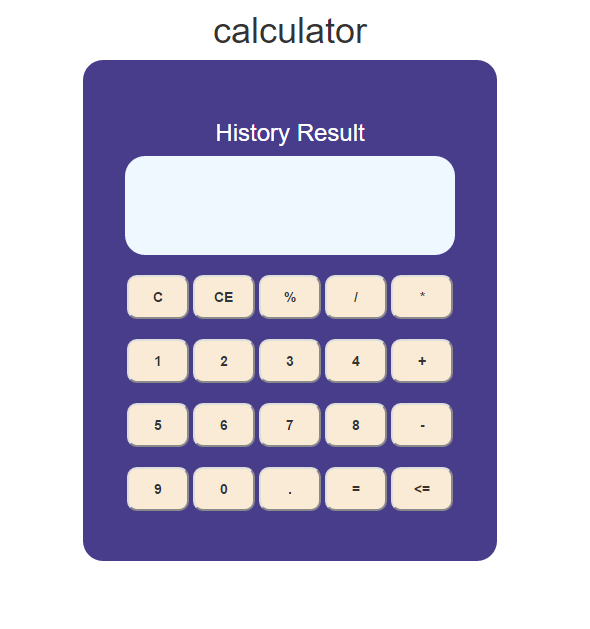 calculator
History Result
C CE % / *
1 2 3 4 +
5 6 7 8 -
9 0 . = <=